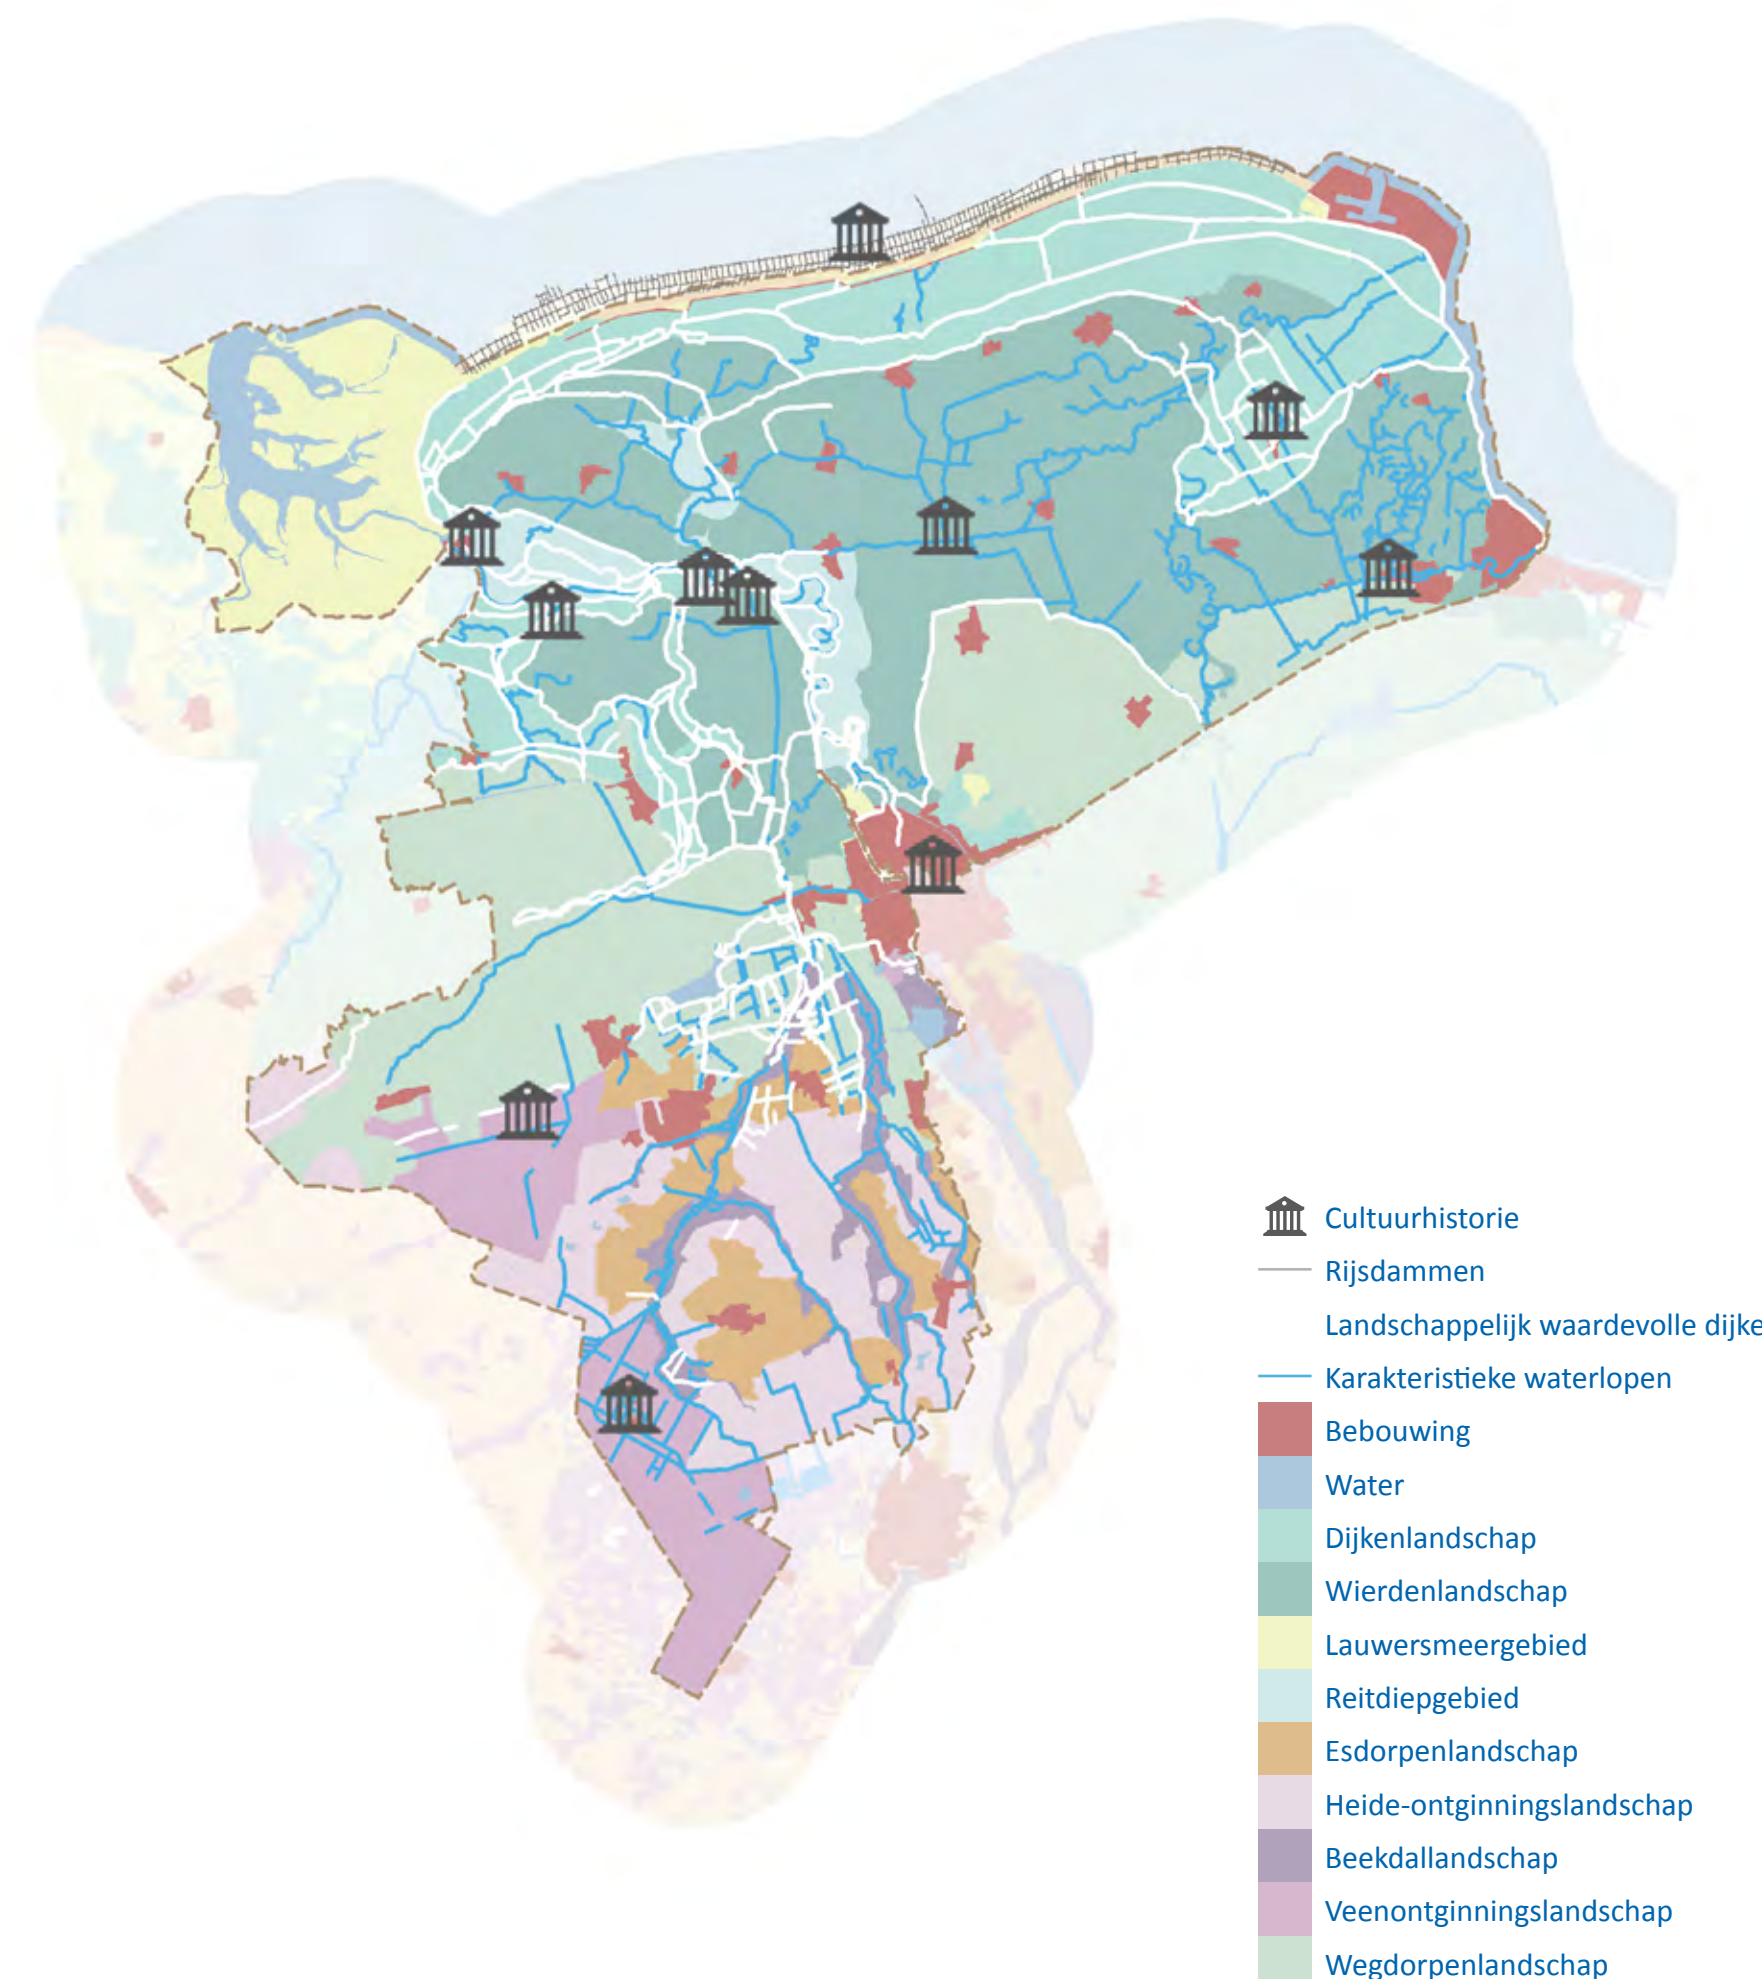 Cultuurhistorie
Rijsdammen
Landschappelijk waardevolle dijke
Karakteristieke waterlopen
Bebouwing
Water
Dijkenlandschap
Wierdenlandschap
Lauwersmeergebied
Reitdiepgebied
Esdorpenlandschap
Heide-ontginningslandschap
Beekdallandschap
Veenontginningslandschap
Wegdorpenlandschap